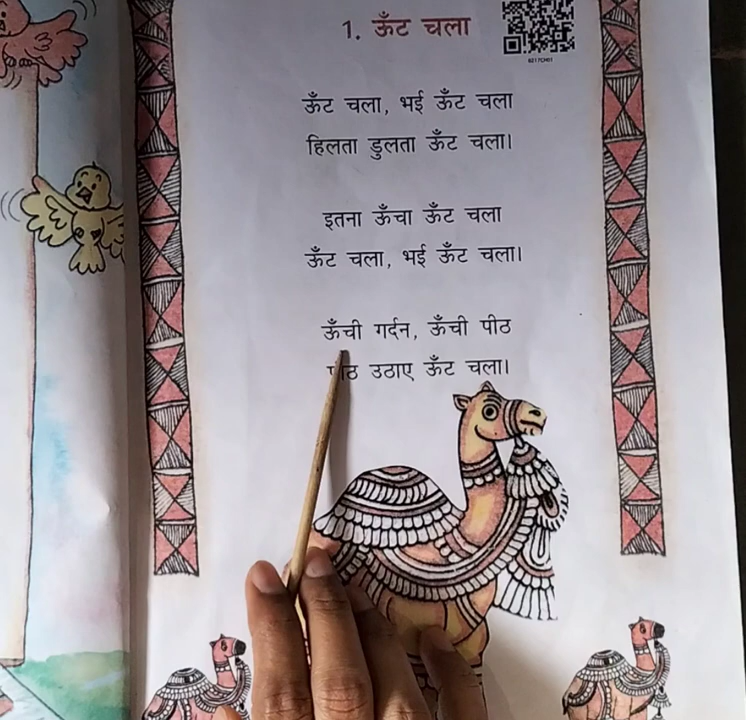 1. ऊँट चला
ऊँट चला, भई ऊँट चला
हिलता डुलता ऊँट चला।
इतना ऊँचा ऊँट चला
ऊँट चला, भई ऊँट चला।
ऊँची गर्दन, ऊँची पीठ
पीठ उठाए ऊँट चला।